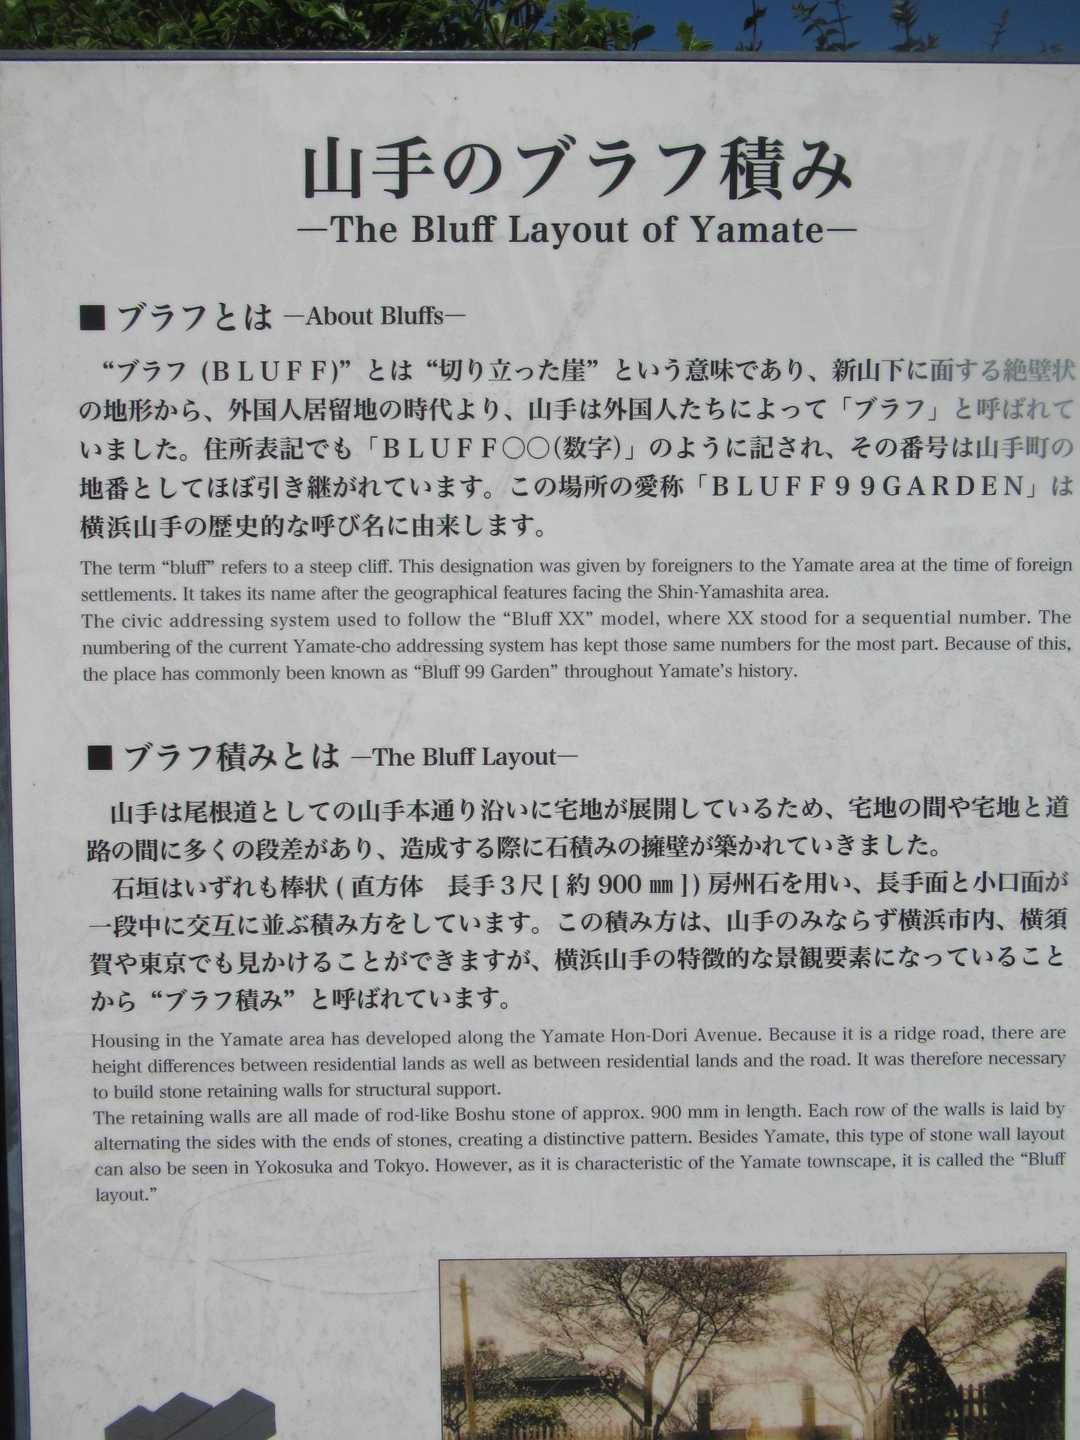 山手のブラフ積み
―The Bluff Layout of Yamate―
■ ブラフとは ―About Bluffs―
“ブラフ (ＢＬＵＦＦ)”とは“切り立った崖”という意味であり、新山下に面する絶壁状
の地形から、外国人居留地の時代より、山手は外国人たちによって「ブラフ」と呼ばれて
いました。住所表記でも「ＢＬＵＦＦ○○(数字)」のように記され、その番号は山手町の
地番としてほぼ引き継がれています。この場所の愛称「ＢＬＵＦＦ９９ＧＡＲＤＥＮ」は
横浜山手の歴史的な呼び名に由来します。
The term “bluff” refers to a steep cliff. This designation was given by foreigners to the Yamate area at the time of foreign
settlements. It takes its name after the geographical features facing the Shin-Yamashita area.
The civic addressing system used to follow the “Bluff XX” model, where XX stood for a sequential number. The
numbering of the current Yamate-cho addressing system has kept those same numbers for the most part. Because of this,
the place has commonly been known as “Bluff 99 Garden” throughout Yamate’s history.
■ ブラフ積みとは ―The Bluff Layout―
山手は尾根道としての山手本通り沿いに宅地が展開しているため、宅地の間や宅地と道
路の間に多くの段差があり、造成する際に石積みの擁壁が築かれていきました。
石垣はいずれも棒状 ( 直方体　長手３尺 [ 約 900 ㎜ ] ) 房州石を用い、長手面と小口面が
一段中に交互に並ぶ積み方をしています。この積み方は、山手のみならず横浜市内、横須
賀や東京でも見かけることができますが、横浜山手の特徴的な景観要素になっていること
から“ブラフ積み”と呼ばれています。
Housing in the Yamate area has developed along the Yamate Hon-Dori Avenue. Because it is a ridge road, there are
height differences between residential lands as well as between residential lands and the road. It was therefore necessary
to build stone retaining walls for structural support.
The retaining walls are all made of rod-like Boshu stone of approx. 900 mm in length. Each row of the walls is laid by
alternating the sides with the ends of stones, creating a distinctive pattern. Besides Yamate, this type of stone wall layout
can also be seen in Yokosuka and Tokyo. However, as it is characteristic of the Yamate townscape, it is called the “Bluff
layout.”